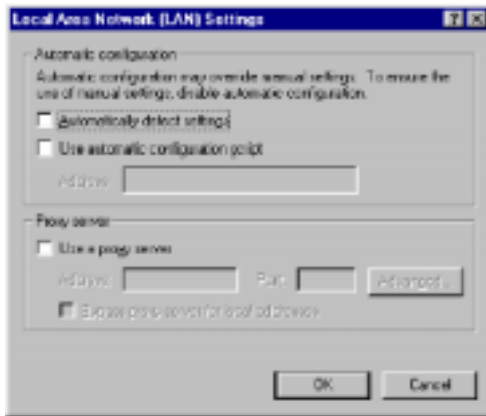 Local Area Network (LAN) Settings
Automatic configuration
Automatic configuration may override manual settings. To ensure the
use of manual settings, disable automatic configuration.
Automatically detect settings
Use automatic configuration script
Address
Proxy server
Use a proxy server
Address: Port: Advanced...
Bypass proxy server for local addresses
OK Cancel